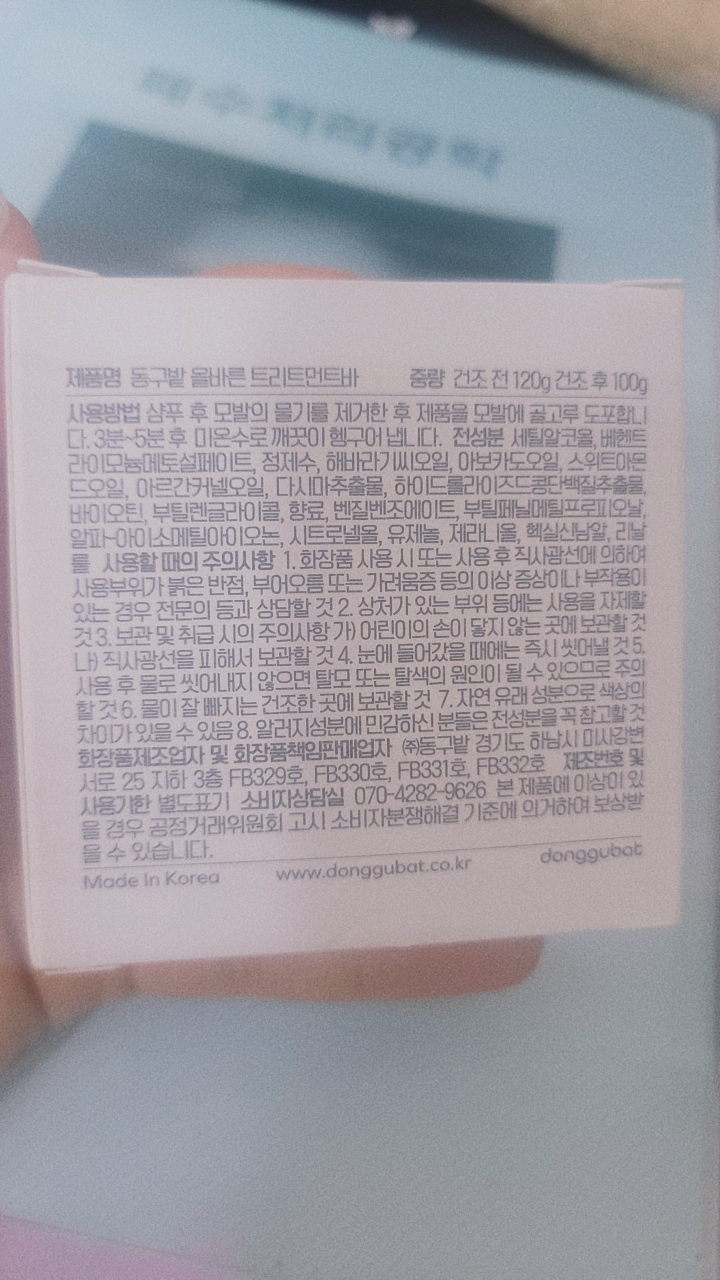 제품명 동구밭 올바른 트리트먼트바 중량 건조 전 120g 건조 후 100g
사용방법 샴푸 후 모발의 물기를 제거한 후 제품을 모발에 골고루 도포합니
다. 3분~5분 후 미온수로 깨끗이 헹구어 냅니다. 전성분 세틸알코올, 베헨트
라이모늄메토설페이트, 정제수, 해바라기씨오일, 아보카도오일, 스위트아몬
드오일, 아르간커넬오일, 다시마추출물, 하이드롤라이즈드콩단백질추출물,
바이오틴, 부틸렌글라이콜, 향료, 벤질벤조에이트, 부틸페닐메틸프로피오날,
알파-아이소메틸아이오논, 시트로넬올, 유제놀, 제라니올, 헥실신남알, 리날
룰 사용할 때의 주의사항 1. 화장품 사용 시 또는 사용 후 직사광선에 의하여
사용부위가 붉은 반점, 부어오름 또는 가려움증 등의 이상 증상이나 부작용이
있는 경우 전문의 등과 상담할 것 2. 상처가 있는 부위 등에는 사용을 자제할
것 3. 보관 및 취급 시의 주의사항 가) 어린이의 손이 닿지 않는 곳에 보관할 것
나) 직사광선을 피해서 보관할 것 4. 눈에 들어갔을 때에는 즉시 씻어낼 것 5.
사용 후 물로 씻어내지 않으면 탈모 또는 탈색의 원인이 될 수 있으므로 주의
할 것 6. 물이 잘 빠지는 건조한 곳에 보관할 것 7. 자연 유래 성분으로 색상의
차이가 있을 수 있음 8. 알러지성분에 민감하신 분들은 전성분을 꼭 참고할 것
화장품제조업자 및 화장품책임판매업자 ㈜동구밭 경기도 하남시 미사강변
서로 25 지하 3층 FB329호, FB330호, FB331호, FB332호 제조번호 및
사용기한 별도표기 소비자상담실 070-4282-9626 본 제품에 이상이 있
을 경우 공정거래위원회 고시 소비자분쟁해결 기준에 의거하여 보상받
을 수 있습니다.
Made In Korea www.donggubat.co.kr donggubat